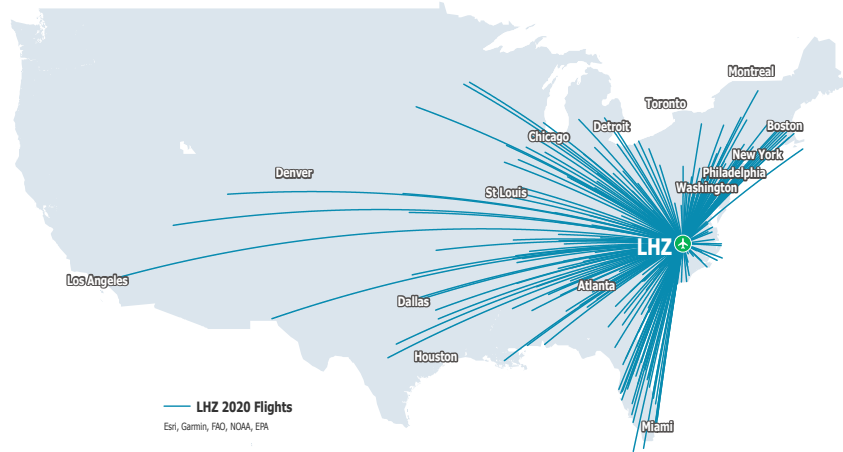 Montreal
Toronto
Boston
Detroit
Chicago
New York
Philadelphia
Denver
Washington
St Louis
LHZ
Los Angeles
Atlanta
Dallas
Houston
LHZ 2020 Flights
Esri, Garmin, FAO, NOAA, EPA
Miami